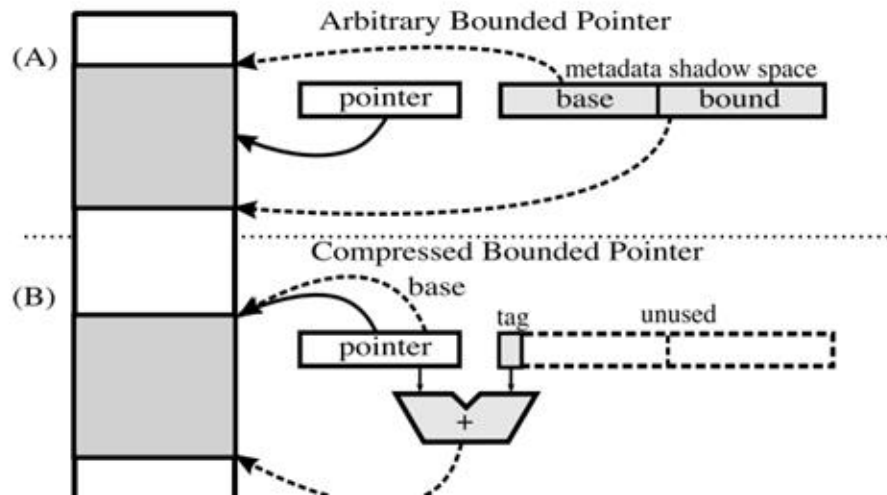 Arbitrary Bounded Pointer
(A)
metadata shadow space
pointer
base
bound
Compressed Bounded Pointer
(B)
base
tag
unused
pointer
+